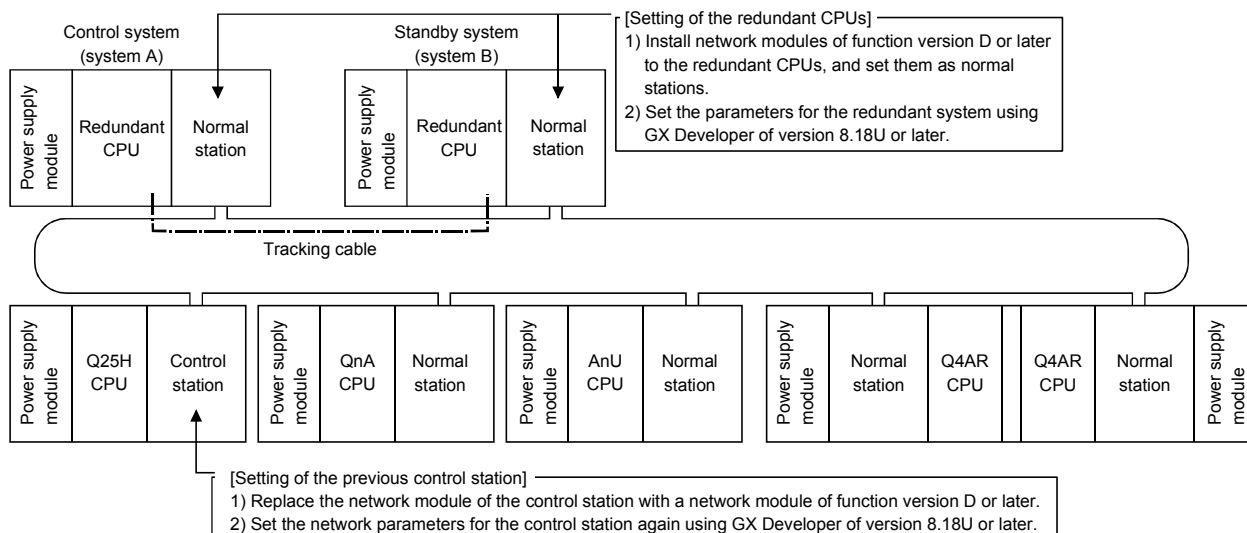 Control system
(system A)
Standby system
(system B)
[Setting of the redundant CPUs]
1) Install network modules of function version D or later
to the redundant CPUs, and set them as normal
stations.
2) Set the parameters for the redundant system using
GX Developer of version 8.18U or later.
Power supply
module
Redundant
CPU
Normal
station
Power supply
module
Redundant
CPU
Normal
station
Tracking cable
Power supply
module
Q25H
CPU
Control
station
Power supply
module
QnA
CPU
Normal
station
Power supply
module
AnU
CPU
Normal
station
Power supply
module
Normal
station
Q4AR
CPU
Q4AR
CPU
Normal
station
Power supply
module
[Setting of the previous control station]
1) Replace the network module of the control station with a network module of function version D or later.
2) Set the network parameters for the control station again using GX Developer of version 8.18U or later.